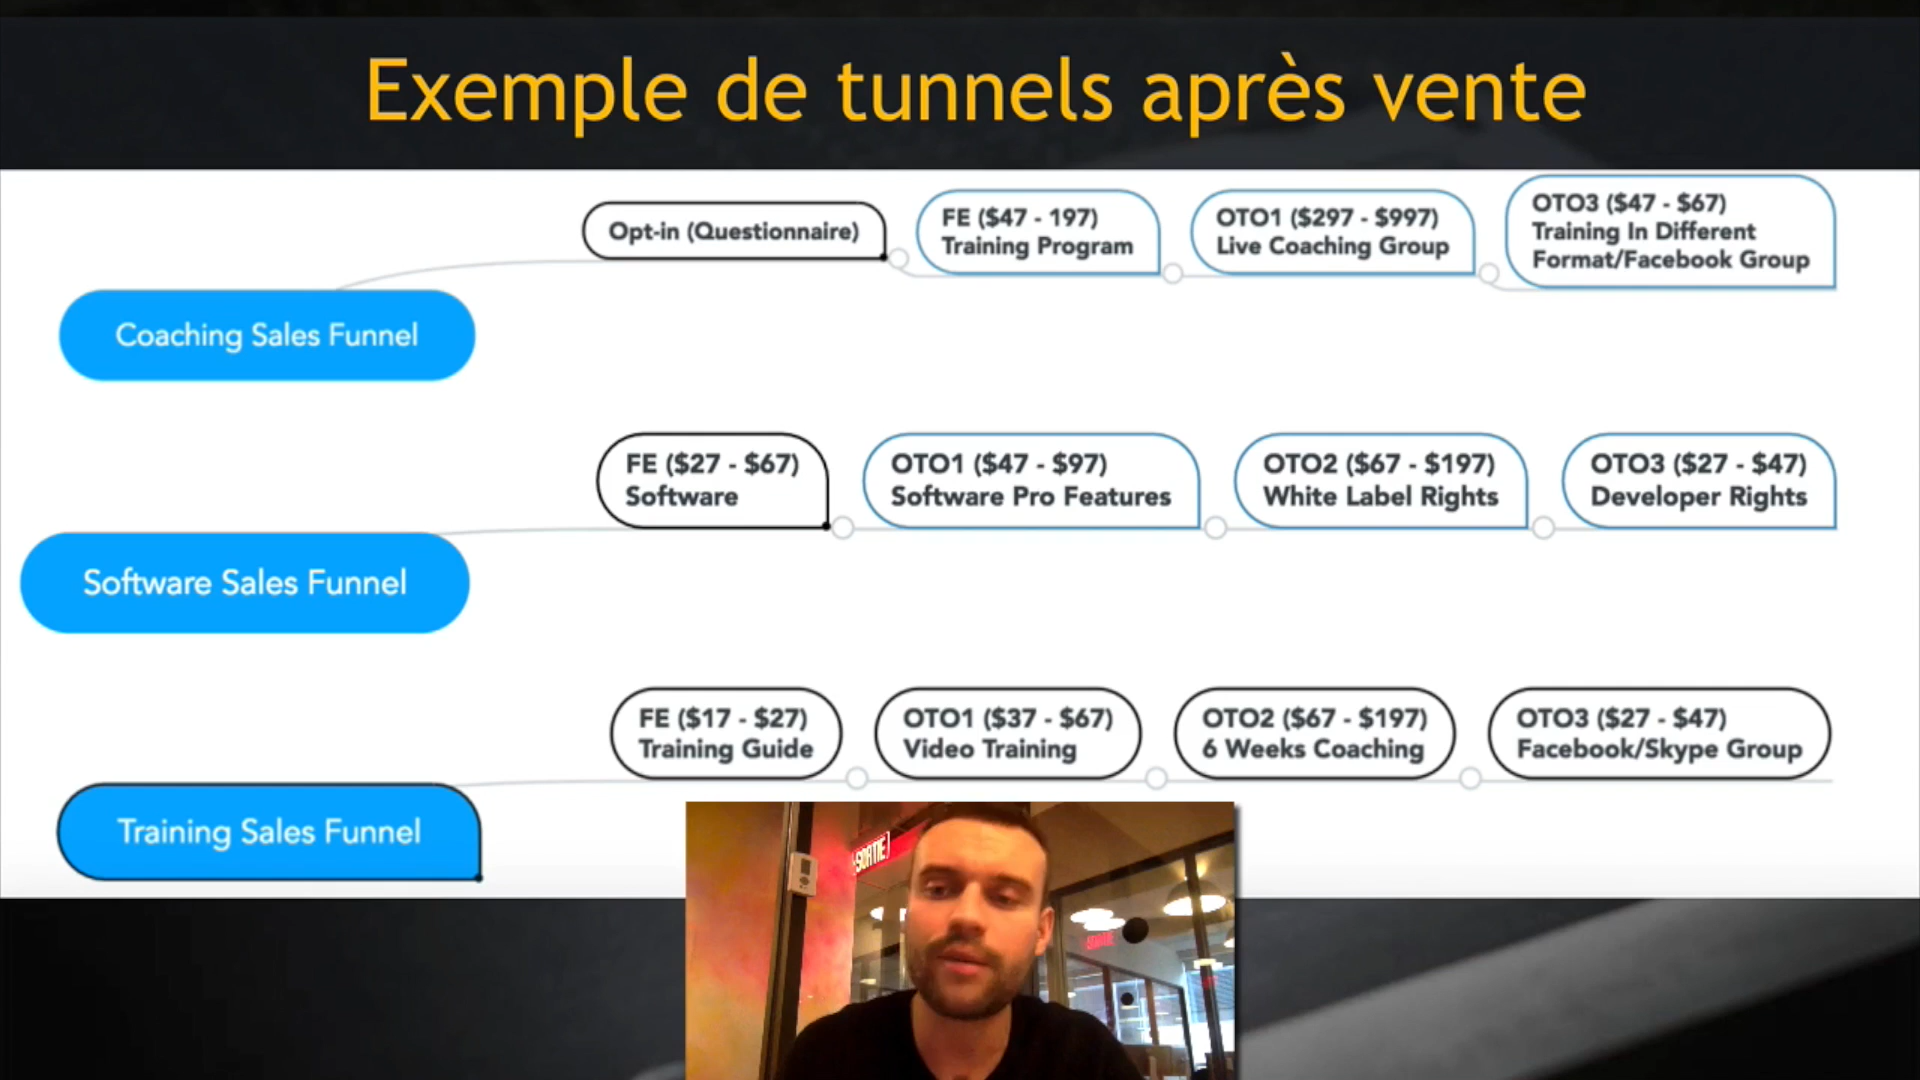 Exemple de tunnels après vente
Opt-in (Questionnaire)
FE ($47 - 197)
Training Program
OTO1 ($297 - $997)
Live Coaching Group
OTO3 ($47 - $67)
Training In Different
Format/Facebook Group
Coaching Sales Funnel
FE ($27 - $67)
Software
OTO1 ($47 - $97)
Software Pro Features
OTO2 ($67 - $197)
White Label Rights
OTO3 ($27 - $47)
Developer Rights
Software Sales Funnel
FE ($17 - $27)
Training Guide
OTO1 ($37 - $67)
Video Training
OTO2 ($67 - $197)
6 Weeks Coaching
OTO3 ($27 - $47)
Facebook/Skype Group
Training Sales Funnel
SORTIE